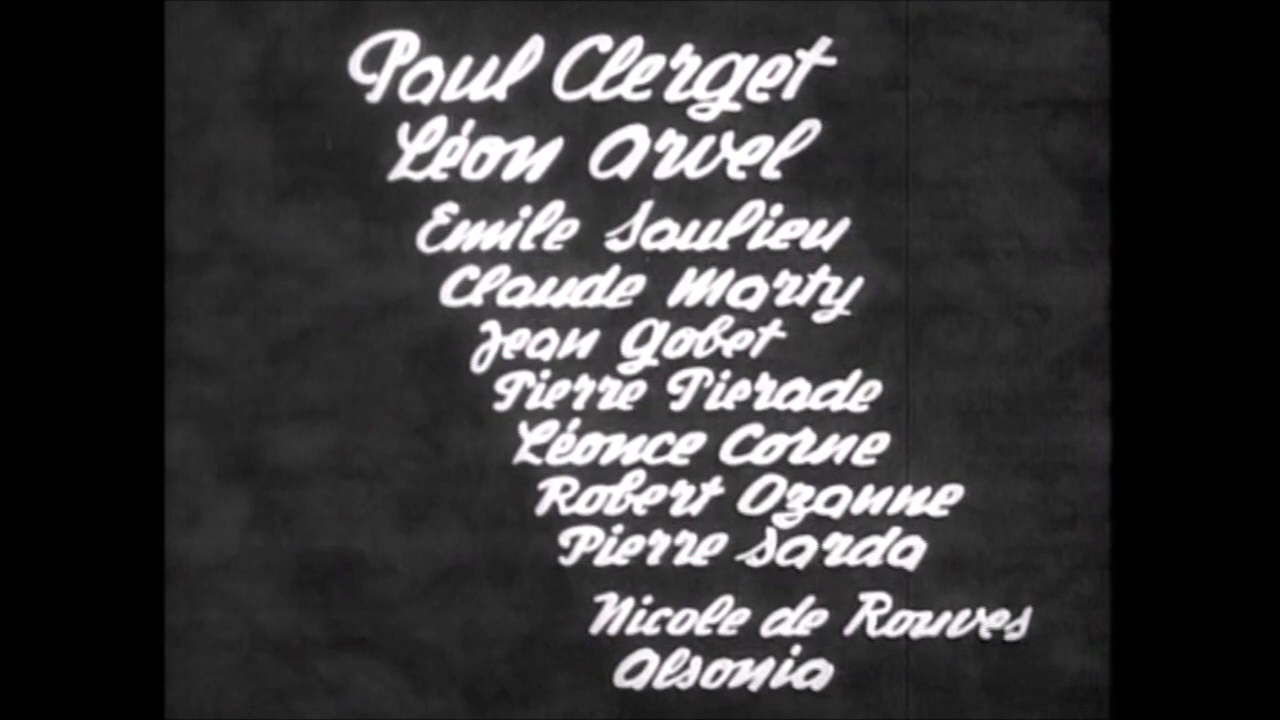 Paul Clerget
Léon Arvel
Emile Saulieu
Claude Marty
Jean Gobet
Pierre Pierade
Léonce Corne
Robert Ozanne
Pierre Sarda
Nicole de Rouves
Alsonia